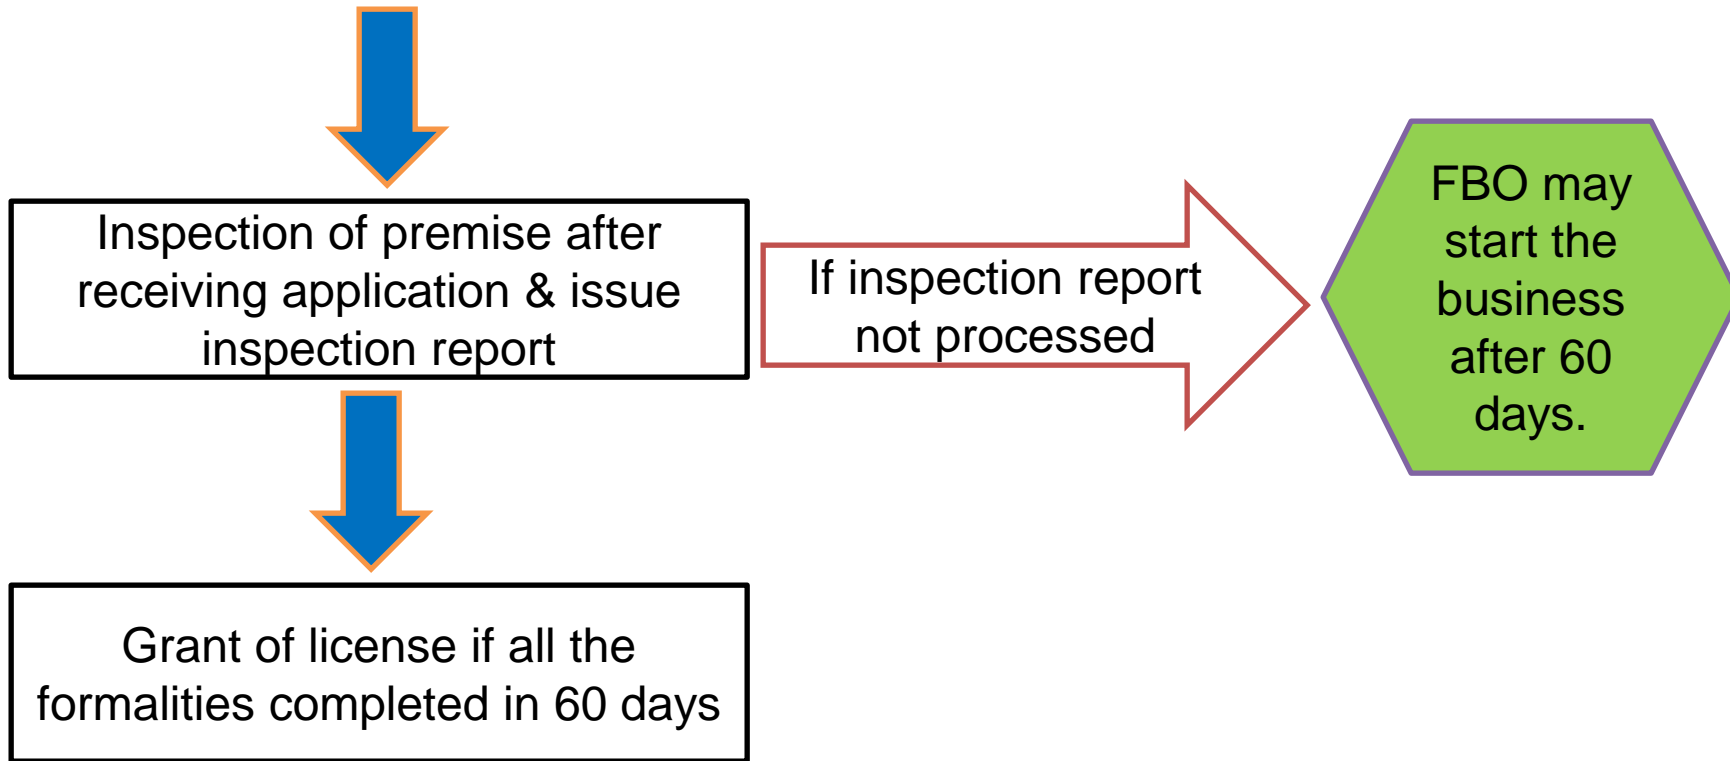 Inspection of premise after
receiving application & issue
inspection report
If inspection report
not processed
FBO may
start the
business
after 60
days.
Grant of license if all the
formalities completed in 60 days